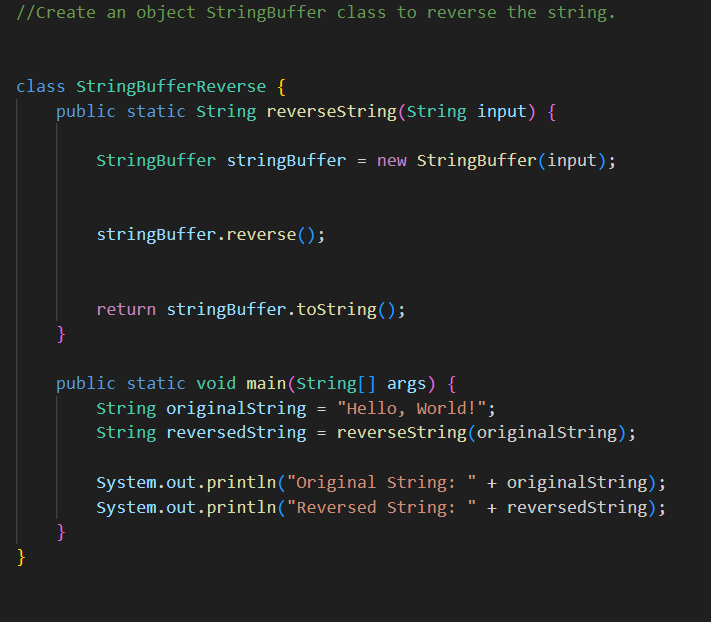 //Create an object StringBuffer class to reverse the string.
class StringBufferReverse {
    public static String reverseString(String input) {
        StringBuffer stringBuffer = new StringBuffer(input);
        stringBuffer.reverse();
        return stringBuffer.toString();
    }
    public static void main(String[] args) {
        String originalString = "Hello, World!";
        String reversedString = reverseString(originalString);
        System.out.println("Original String: " + originalString);
        System.out.println("Reversed String: " + reversedString);
    }
}